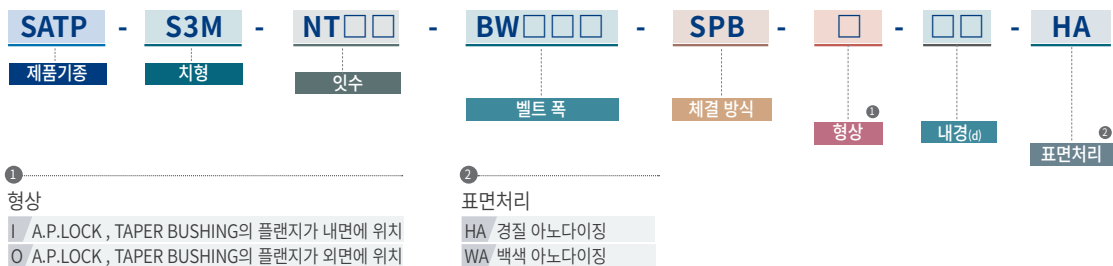 SATP - S3M - NT□□ - BW□□□ - SPB - □ - □□ - HA
제품기종 치형 잇수 벨트 폭 체결 방식 형상 1 내경(d) 표면처리 2
1
형상
I A.P.LOCK , TAPER BUSHING의 플랜지가 내면에 위치
O A.P.LOCK , TAPER BUSHING의 플랜지가 외면에 위치
2
표면처리
HA 경질 아노다이징
WA 백색 아노다이징